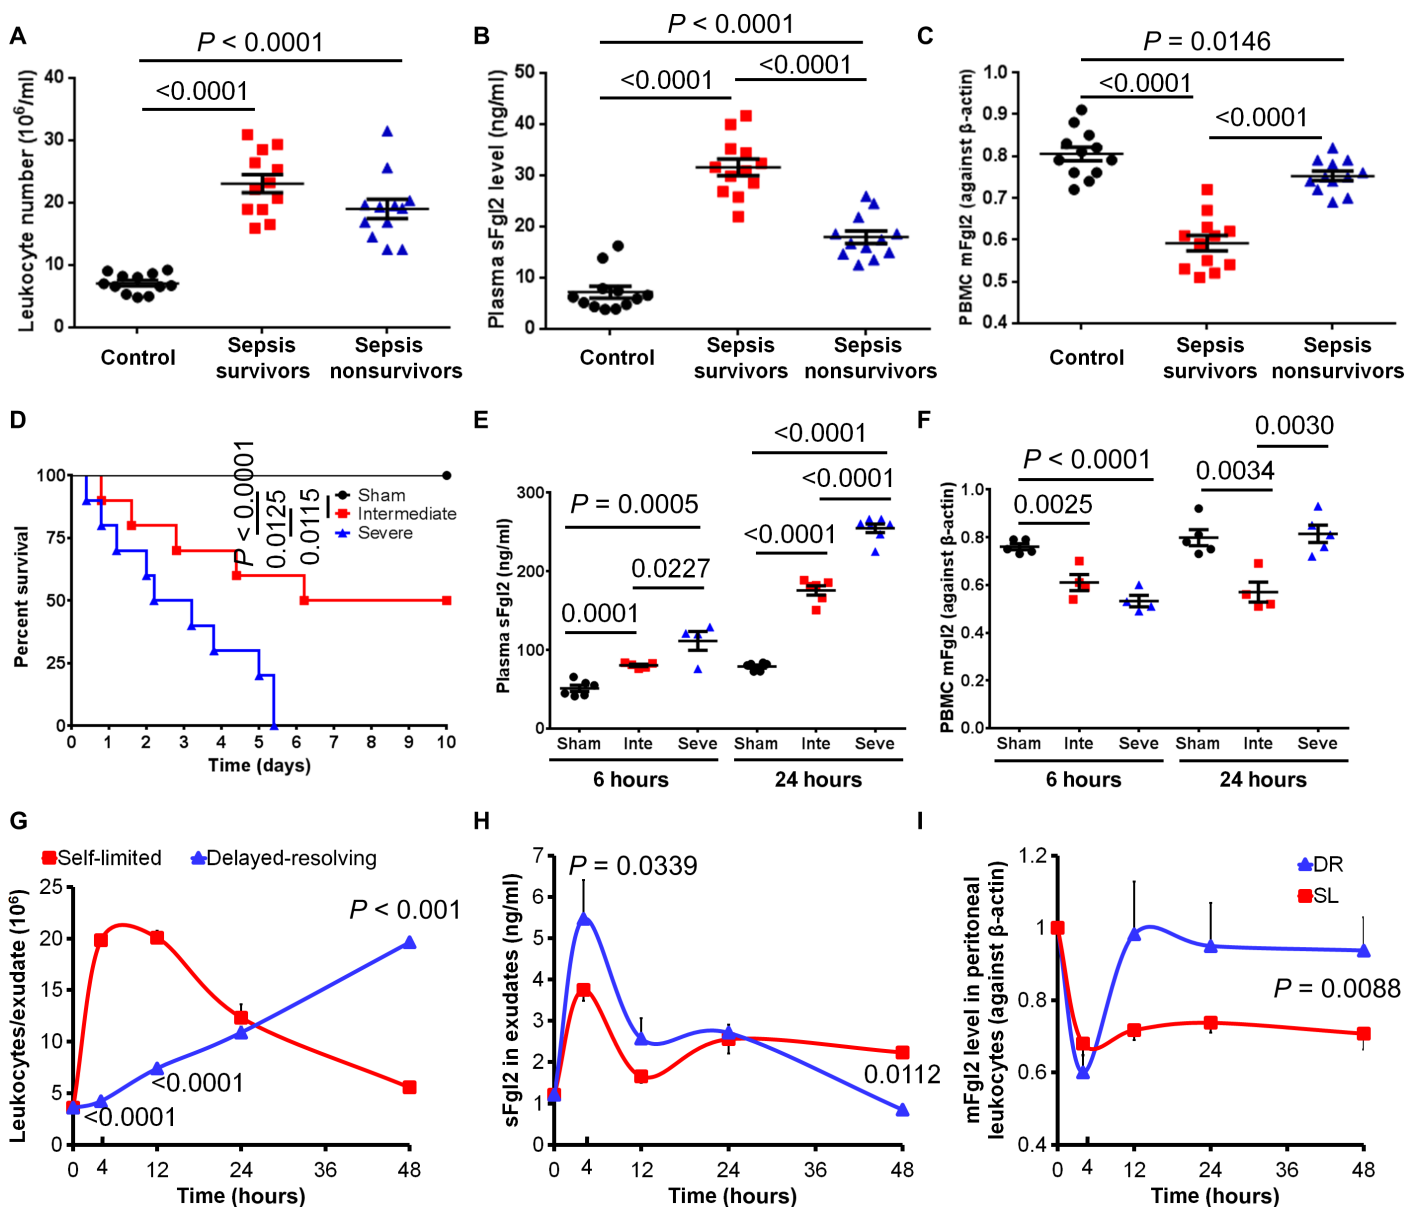 A
P < 0.0001
<0.0001
Leukocyte number (10⁶/ml)
40
30
20
10
0
Control
Sepsis
survivors
Sepsis
nonsurvivors
B
P < 0.0001
<0.0001
<0.0001
Plasma sFgl2 level (ng/ml)
50
40
30
20
10
0
Control
Sepsis
survivors
Sepsis
nonsurvivors
C
P = 0.0146
<0.0001
<0.0001
PBMC mFgl2 (against β-actin)
1.0
0.9
0.8
0.7
0.6
0.5
0.4
Control
Sepsis
survivors
Sepsis
nonsurvivors
D
Percent survival
100
75
50
25
0
P < 0.0001
0.0125
0.0115
Sham
Intermediate
Severe
0 1 2 3 4 5 6 7 8 9 10
Time (days)
E
<0.0001
<0.0001
P = 0.0005
<0.0001
0.0227
0.0001
Plasma sFgl2 (ng/ml)
300
200
100
0
Sham Inte Seve Sham Inte Seve
6 hours 24 hours
F
0.0030
P < 0.0001
0.0034
0.0025
PBMC mFgl2 (against β-actin)
1.0
0.8
0.6
0.4
0.2
0.0
Sham Inte Seve Sham Inte Seve
6 hours 24 hours
G
Self-limited Delayed-resolving
Leukocytes/exudate (10⁶)
25
20
15
10
5
0
P < 0.001
<0.0001
<0.0001
0 4 12 24 36 48
Time (hours)
H
sFgl2 in exudates (ng/ml)
7
6
5
4
3
2
1
0
P = 0.0339
0.0112
0 4 12 24 36 48
Time (hours)
I
mFgl2 level in peritoneal
leukocytes (against β-actin)
1.2
1
0.8
0.6
0.4
DR
SL
P = 0.0088
0 4 12 24 36 48
Time (hours)